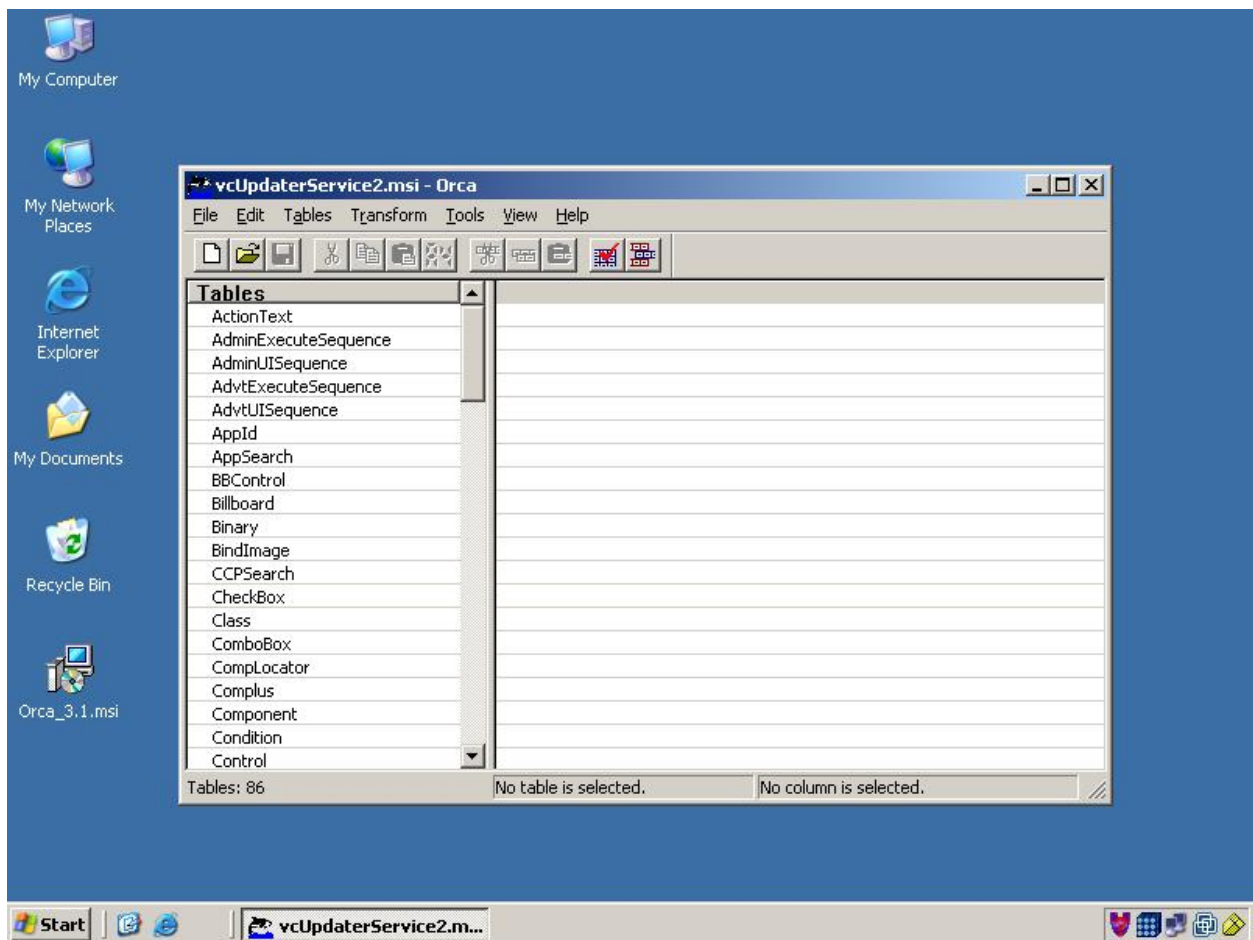 My Computer
My Network
Places
Internet
Explorer
My Documents
Recycle Bin
Orca_3.1.msi
vcUpdaterService2.msi - Orca
File Edit Tables Transform Tools View Help
Tables
ActionText
AdminExecuteSequence
AdminUISequence
AdvtExecuteSequence
AdvtUISequence
AppId
AppSearch
BBControl
Billboard
Binary
BindImage
CCPSearch
CheckBox
Class
ComboBox
CompLocator
Complus
Component
Condition
Control
Tables: 86 No table is selected. No column is selected.
Start vcUpdaterService2.m...